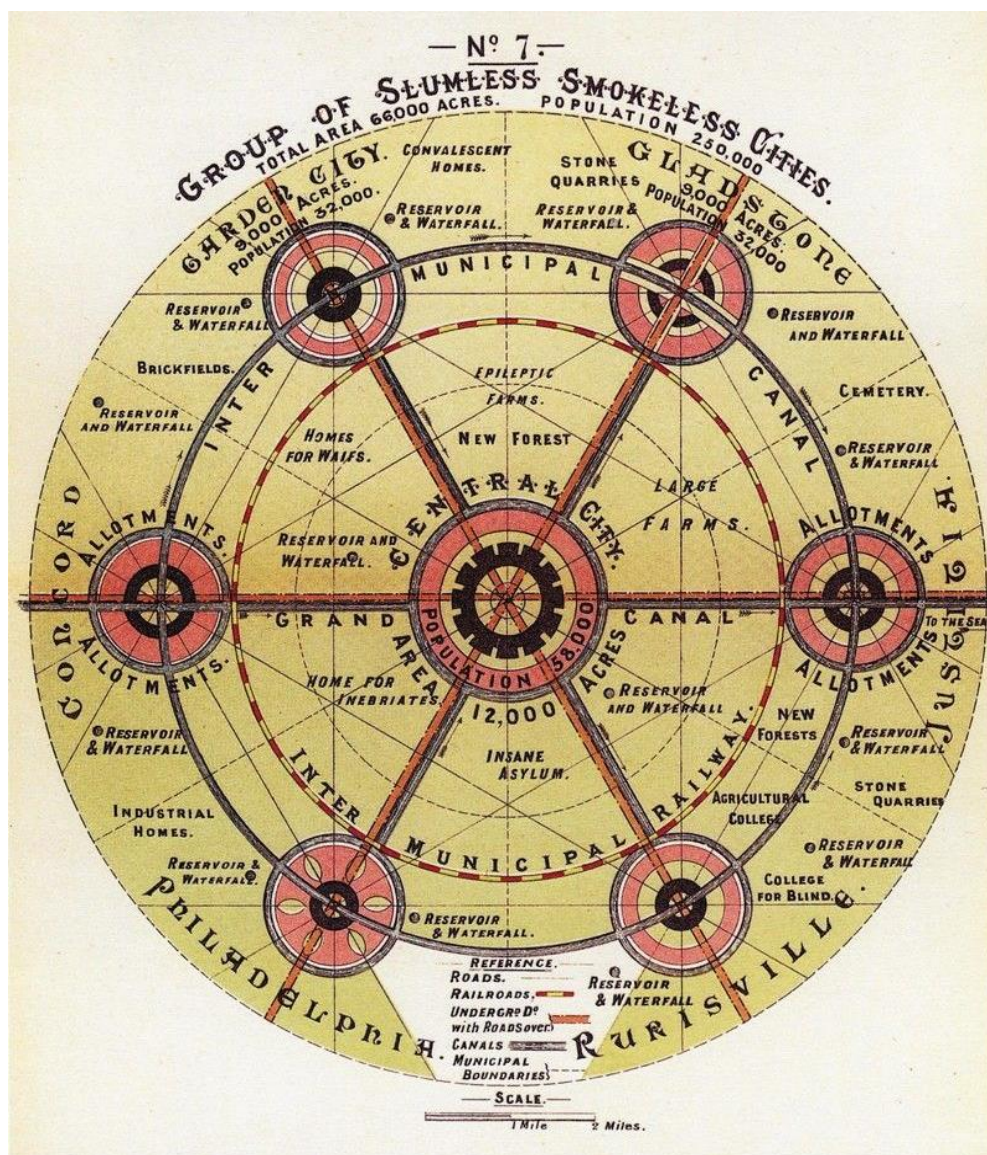 — Nº 7. —
GROUP OF SLUMLESS SMOKELESS CITIES.
TOTAL AREA 66,000 ACRES. POPULATION 250,000
GARDEN CITY.
9,000 ACRES.
POPULATION 32,000.
CONVALESCENT
HOMES.
STONE
QUARRIES
GLADSTONE
9,000 ACRES.
POPULATION
32,000
RESERVOIR
& WATERFALL.
RESERVOIR &
WATERFALL.
INTER MUNICIPAL CANAL
RESERVOIR
& WATERFALL
RESERVOIR
AND WATERFALL
BRICKFIELDS.
EPILEPTIC
FARMS.
CEMETERY.
RESERVOIR
AND WATERFALL
HOMES
FOR WAIFS.
NEW FOREST
RESERVOIR
& WATERFALL
LARGE
FARMS.
CONCORD
ALLOTMENTS.
RESERVOIR AND
WATERFALL.
CENTRAL CITY.
ALLOTMENTS
JUSTITIA
GRAND CANAL
TO THE SEA
ALLOTMENTS.
AREA 12,000 ACRES
POPULATION 58,000
ALLOTMENTS
HOME FOR
INEBRIATES
RESERVOIR
AND WATERFALL
RESERVOIR
& WATERFALL
NEW
FORESTS
RESERVOIR
& WATERFALL
INSANE
ASYLUM.
STONE
QUARRIES
INTER MUNICIPAL RAILWAY.
AGRICULTURAL
COLLEGE
INDUSTRIAL
HOMES.
RESERVOIR
& WATERFALL
RESERVOIR &
WATERFALL.
COLLEGE
FOR BLIND.
RESERVOIR
& WATERFALL.
PHILADELPHIA.
RURISVILLE.
RESERVOIR
& WATERFALL
REFERENCE.
ROADS.
RAILROADS.
UNDERGRD Dº
with ROADS over
CANALS
MUNICIPAL
BOUNDARIES
— SCALE. —
1 Mile 2 Miles.